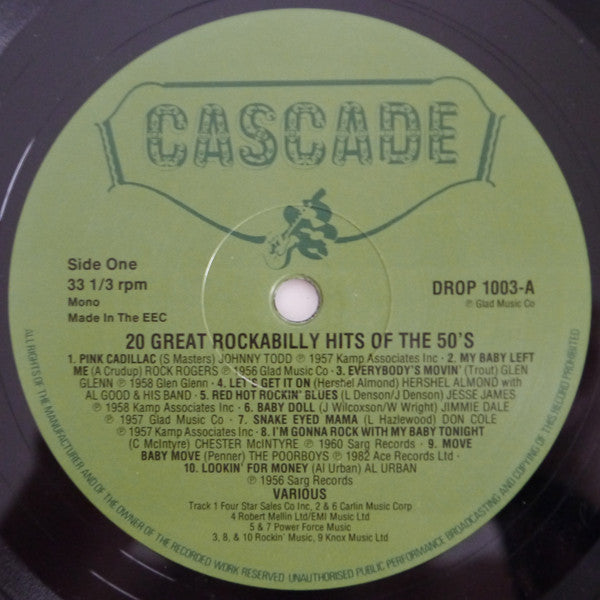 CASCADE
Side One
33 1/3 rpm
Mono
Made In The EEC
DROP 1003-A
℗ Glad Music Co
20 GREAT ROCKABILLY HITS OF THE 50'S
1. PINK CADILLAC (S Masters) JOHNNY TODD ℗ 1957 Kamp Associates Inc · 2. MY BABY LEFT
ME (A Crudup) ROCK ROGERS ℗ 1956 Glad Music Co · 3. EVERYBODY'S MOVIN' (Trout) GLEN
GLENN ℗ 1958 Glen Glenn · 4. LET'S GET IT ON (Hershel Almond) HERSHEL ALMOND with
AL GOOD & HIS BAND · 5. RED HOT ROCKIN' BLUES (L Denson/J Denson) JESSE JAMES
℗ 1958 Kamp Associates Inc · 6. BABY DOLL (J Wilcoxson/W Wright) JIMMIE DALE
℗ 1957 Glad Music Co · 7. SNAKE EYED MAMA (L Hazlewood) DON COLE
℗ 1957 Kamp Associates Inc · 8. I'M GONNA ROCK WITH MY BABY TONIGHT
(C McIntyre) CHESTER McINTYRE ℗ 1960 Sarg Records · 9. MOVE
BABY MOVE (Penner) THE POORBOYS ℗ 1982 Ace Records Ltd ·
10. LOOKIN' FOR MONEY (Al Urban) AL URBAN
℗ 1956 Sarg Records
VARIOUS
Track 1 Four Star Sales Co Inc, 2 & 6 Carlin Music Corp
4 Robert Mellin Ltd/EMI Music Ltd
5 & 7 Power Force Music
3, 8, & 10 Rockin' Music, 9 Knox Music Ltd
ALL RIGHTS OF THE MANUFACTURER AND OF THE OWNER OF THE RECORDED WORK RESERVED UNAUTHORISED PUBLIC PERFORMANCE BROADCASTING AND COPYING OF THIS RECORD PROHIBITED